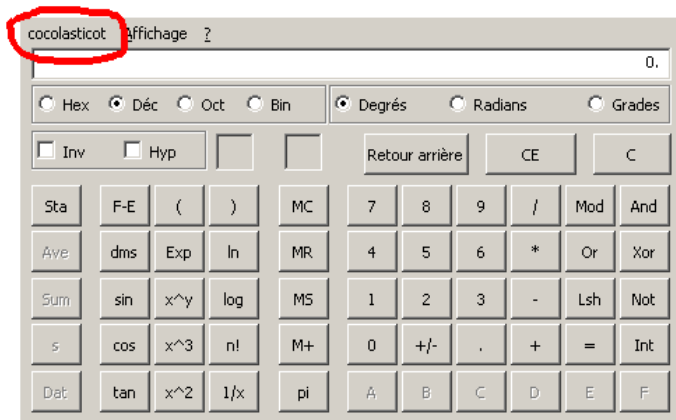 cocolasticot Affichage ?
0.
Hex Déc Oct Bin Degrés Radians Grades
Inv Hyp Retour arrière CE C
Sta F-E ( ) MC 7 8 9 / Mod And
Ave dms Exp ln MR 4 5 6 * Or Xor
Sum sin x^y log MS 1 2 3 - Lsh Not
s cos x^3 n! M+ 0 +/- . + = Int
Dat tan x^2 1/x pi A B C D E F